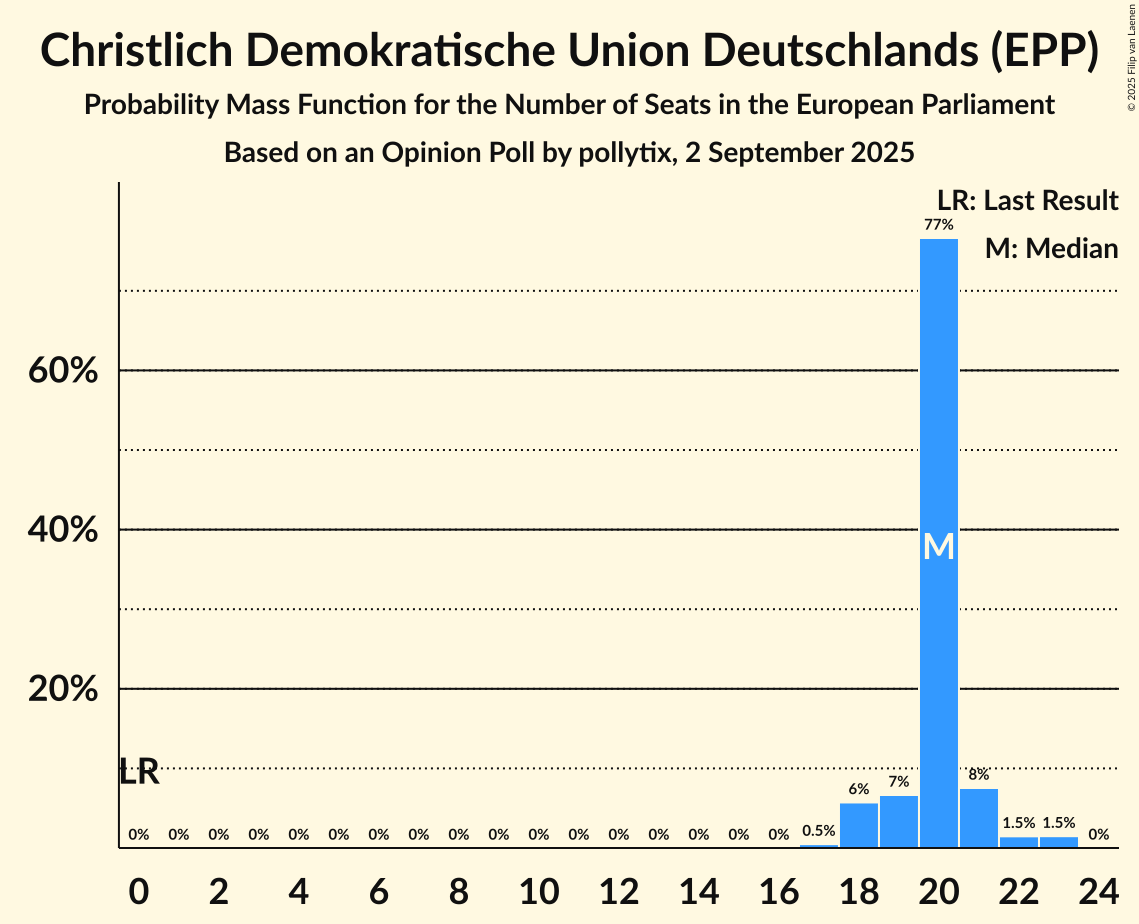 Christlich Demokratische Union Deutschlands (EPP)
Probability Mass Function for the Number of Seats in the European Parliament
Based on an Opinion Poll by pollytix, 2 September 2025
© 2025 Filip van Laenen
LR: Last Result
M: Median
77%
60%
40%
20%
M
LR
0% 0% 0% 0% 0% 0% 0% 0% 0% 0% 0% 0% 0% 0% 0% 0% 0% 0.5% 6% 7% 8% 1.5% 1.5% 0%
0 2 4 6 8 10 12 14 16 18 20 22 24